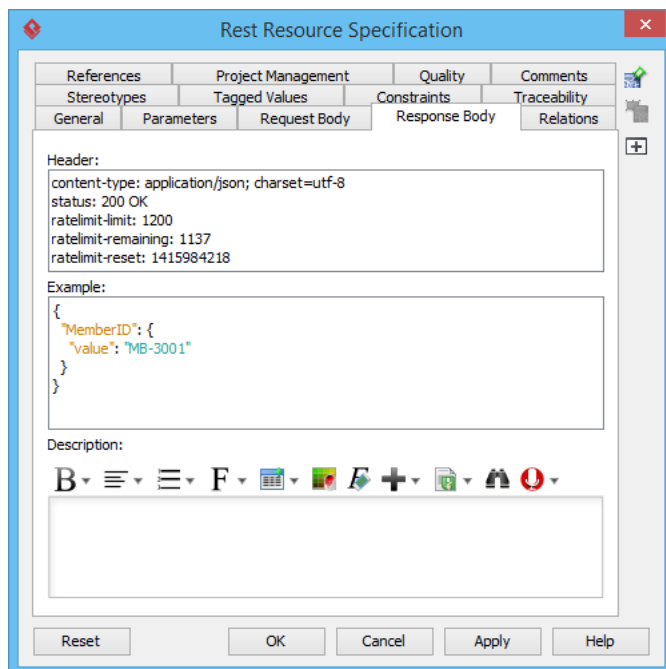 Rest Resource Specification
References Project Management Quality Comments
Stereotypes Tagged Values Constraints Traceability
General Parameters Request Body Response Body Relations
Header:
content-type: application/json; charset=utf-8
status: 200 OK
ratelimit-limit: 1200
ratelimit-remaining: 1137
ratelimit-reset: 1415984218
Example:
{
"MemberID": {
"value": "MB-3001"
}
}
Description:
B F F
Reset OK Cancel Apply Help